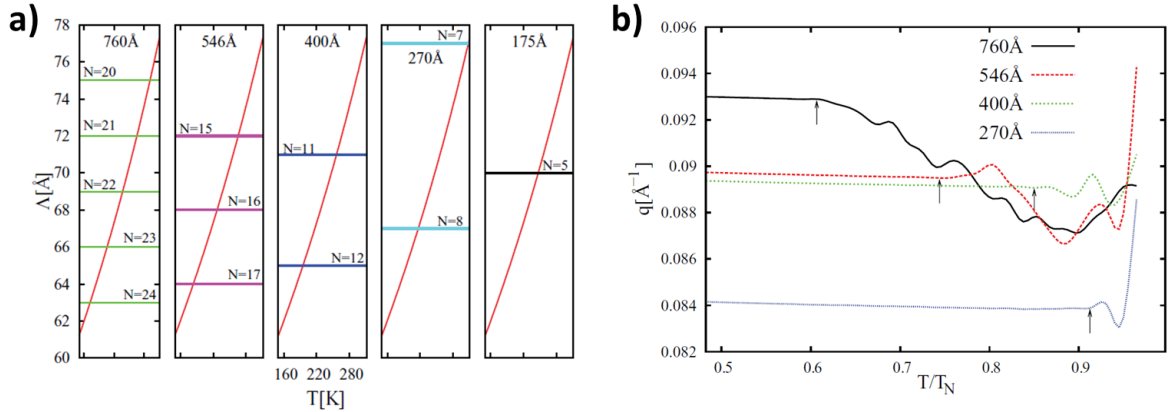 a)
78
76
74
72
70
68
66
64
62
60
Λ[Å]
760Å
N=20
N=21
N=22
N=23
N=24
546Å
N=15
N=16
N=17
400Å
N=11
N=12
160 220 280
N=7
270Å
N=8
175Å
N=5
T[K]
b)
0.096
0.094
0.092
0.09
0.088
0.086
0.084
0.082
q[Å⁻¹]
760Å
546Å
400Å
270Å
0.5 0.6 0.7 0.8 0.9
T/T_N